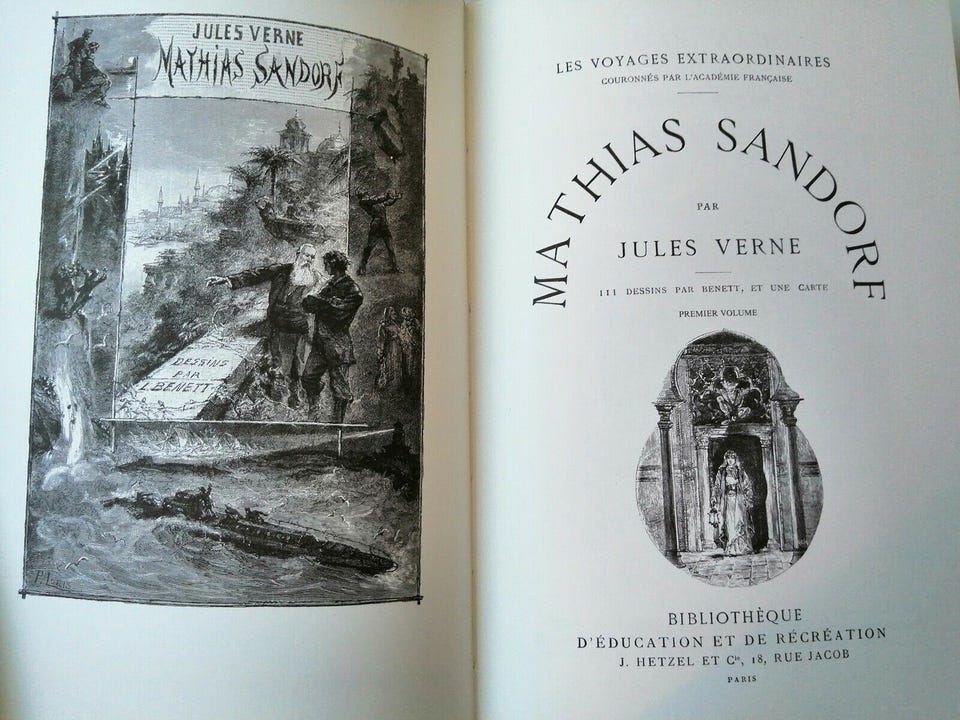 JULES VERNE
MATHIAS SANDORF
DESSINS
PAR
L. BENETT
LES VOYAGES EXTRAORDINAIRES
COURONNÉS PAR L'ACADÉMIE FRANÇAISE
MATHIAS SANDORF
PAR
JULES VERNE
III DESSINS PAR BENETT, ET UNE CARTE
PREMIER VOLUME
BIBLIOTHÈQUE
D'ÉDUCATION ET DE RÉCRÉATION
J. HETZEL ET Cie, 18, RUE JACOB
PARIS